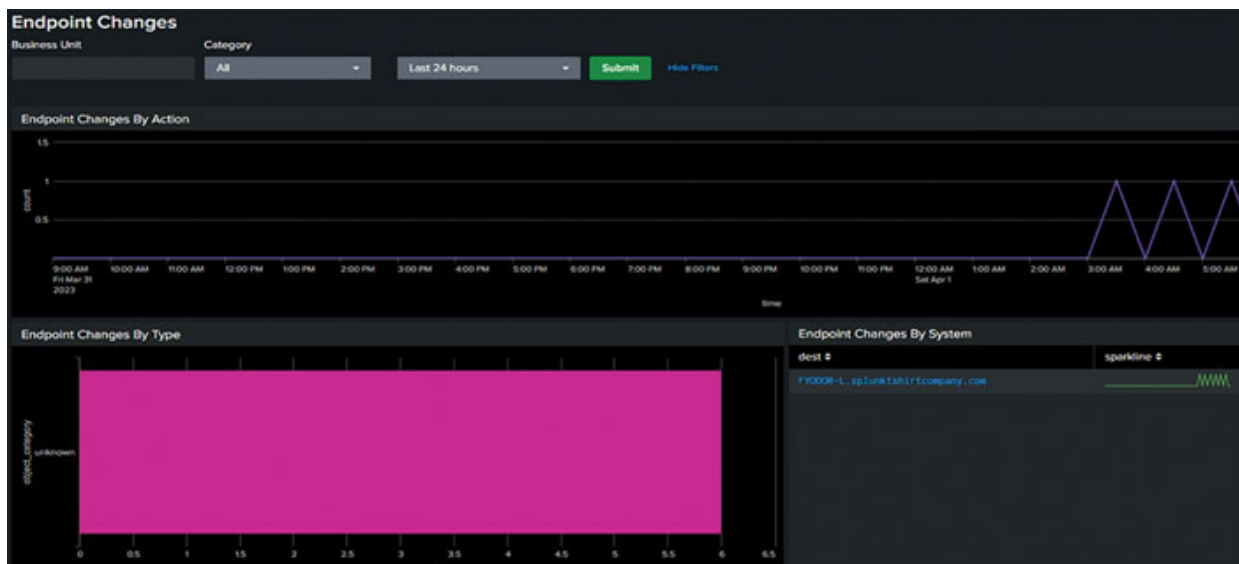 Endpoint Changes
Business Unit Category
All Last 24 hours Submit Hide Filters
Endpoint Changes By Action
1.5
1
0.5
count
9:00 AM 10:00 AM 11:00 AM 12:00 PM 1:00 PM 2:00 PM 3:00 PM 4:00 PM 5:00 PM 6:00 PM 7:00 PM 8:00 PM 9:00 PM 10:00 PM 11:00 PM 12:00 AM 1:00 AM 2:00 AM 3:00 AM 4:00 AM 5:00 AM
Fri Mar 31 Sat Apr 1
2023
time
Endpoint Changes By Type Endpoint Changes By System
dest sparkline
FYODOR-L.splunktshirtcompany.com
object_category
unknown
0 0.5 1 1.5 2 2.5 3 3.5 4 4.5 5 5.5 6 6.5